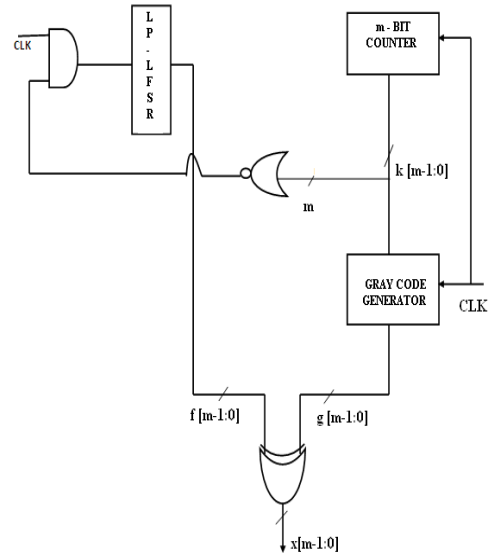 CLK
L
P
-
L
F
S
R
m - BIT
COUNTER
k [m-1:0]
m
GRAY CODE
GENERATOR
CLK
f [m-1:0]
g [m-1:0]
x[m-1:0]